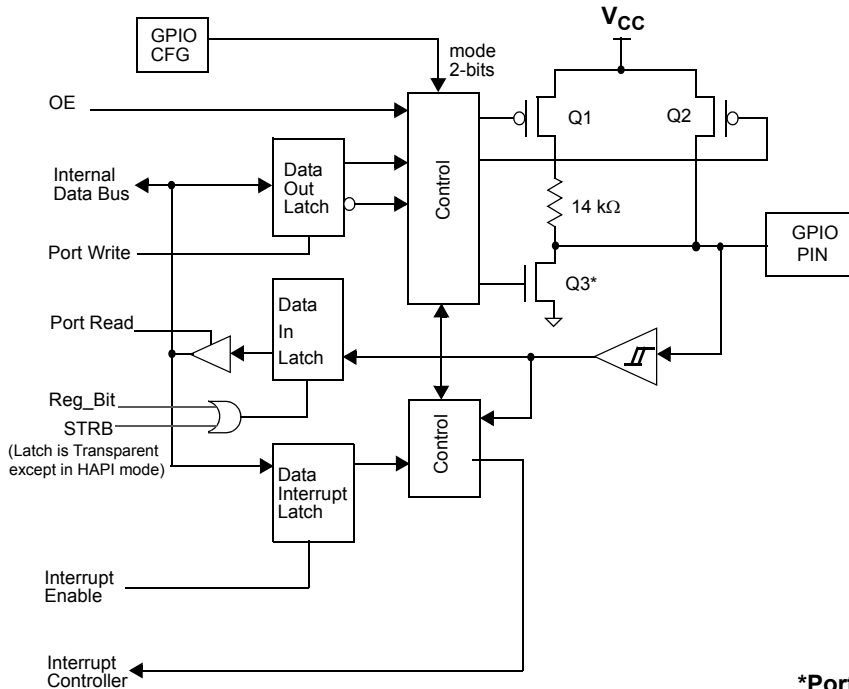 GPIO
CFG
mode
2-bits
VCC
OE
Q1
Q2
Internal
Data Bus
Data
Out
Latch
Control
14 kΩ
GPIO
PIN
Port Write
Q3*
Data
In
Latch
Port Read
Reg_Bit
STRB
(Latch is Transparent
except in HAPI mode)
Control
Data
Interrupt
Latch
Interrupt
Enable
Interrupt
Controller
*Port